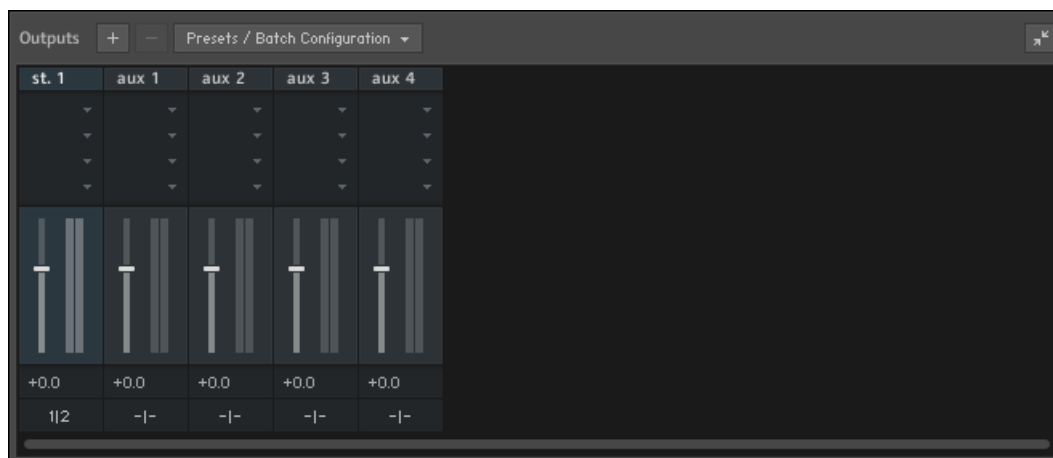 Outputs + − Presets / Batch Configuration
st. 1 aux 1 aux 2 aux 3 aux 4
+0.0 +0.0 +0.0 +0.0 +0.0
1|2 -|- -|- -|- -|-